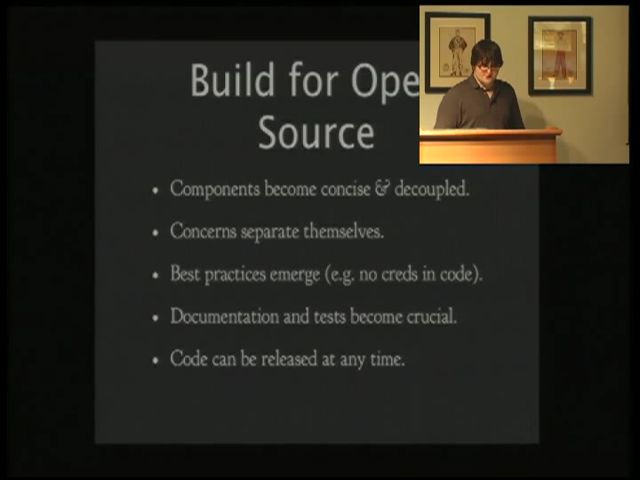 Build for Ope
Source
• Components become concise & decoupled.
• Concerns separate themselves.
• Best practices emerge (e.g. no creds in code).
• Documentation and tests become crucial.
• Code can be released at any time.